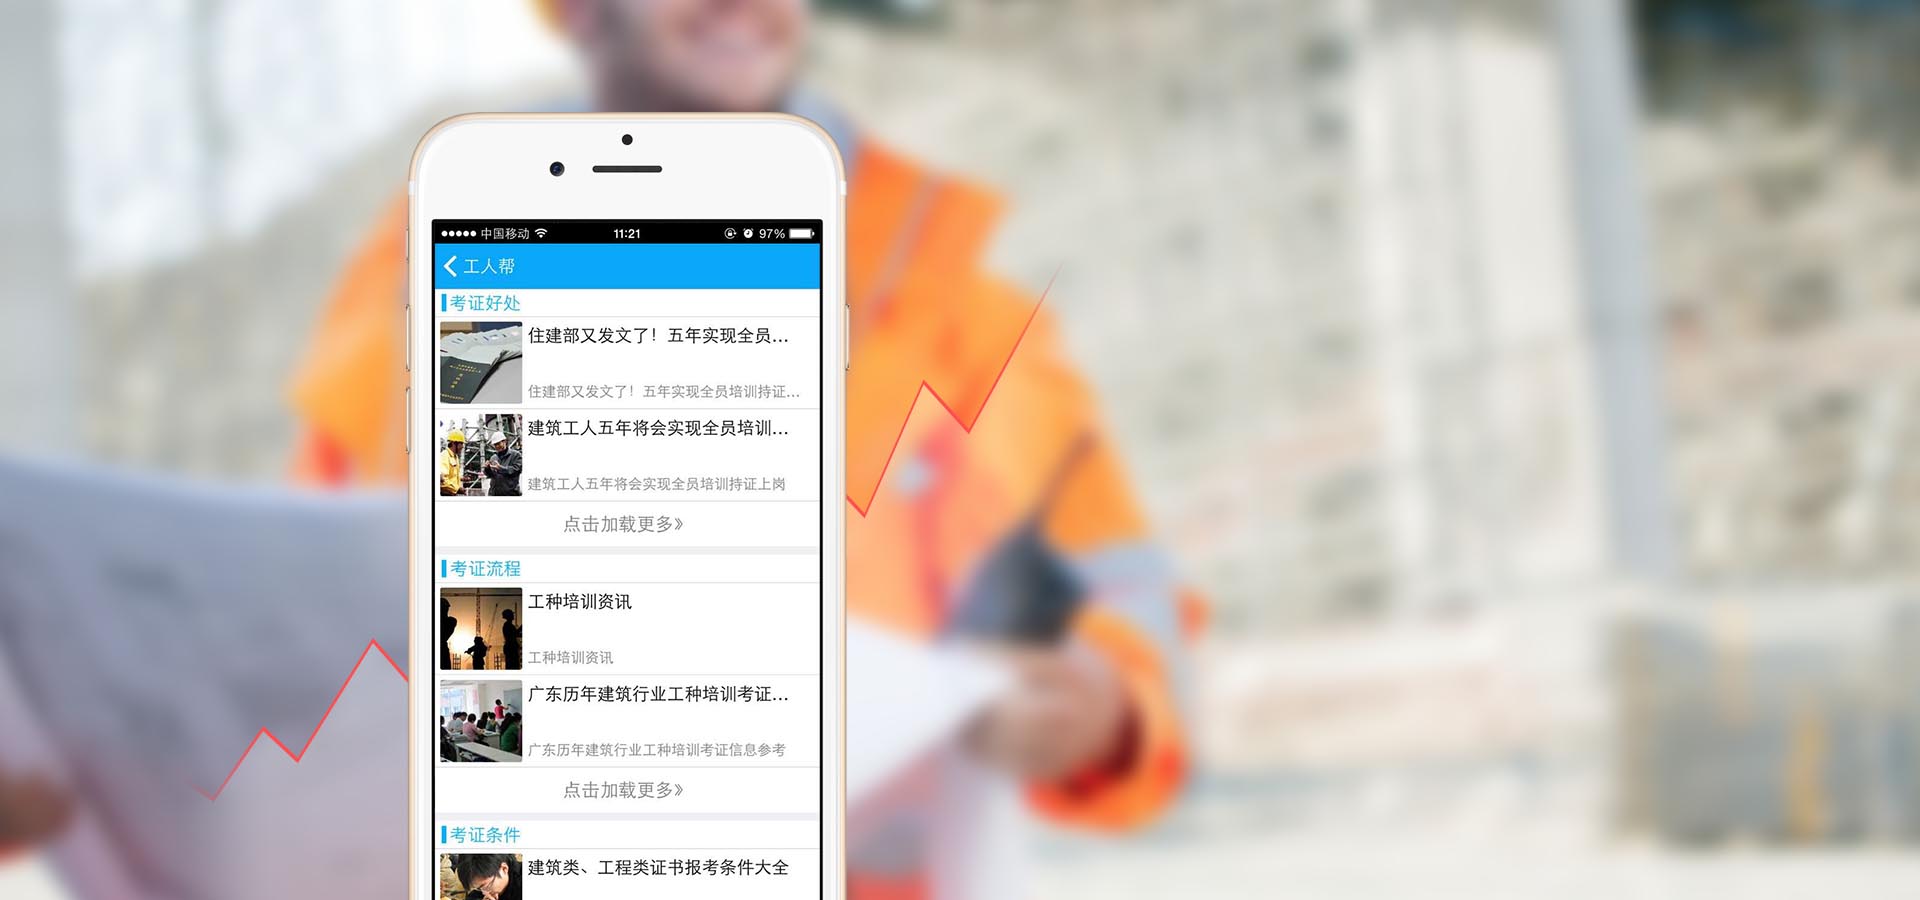 中国移动 11:21 97%
工人帮
考证好处
住建部又发文了！五年实现全员...
住建部又发文了！五年实现全员培训持证...
建筑工人五年将会实现全员培训...
建筑工人五年将会实现全员培训持证上岗
点击加载更多》
考证流程
工种培训资讯
工种培训资讯
广东历年建筑行业工种培训考证...
广东历年建筑行业工种培训考证信息参考
点击加载更多》
考证条件
建筑类、工程类证书报考条件大全